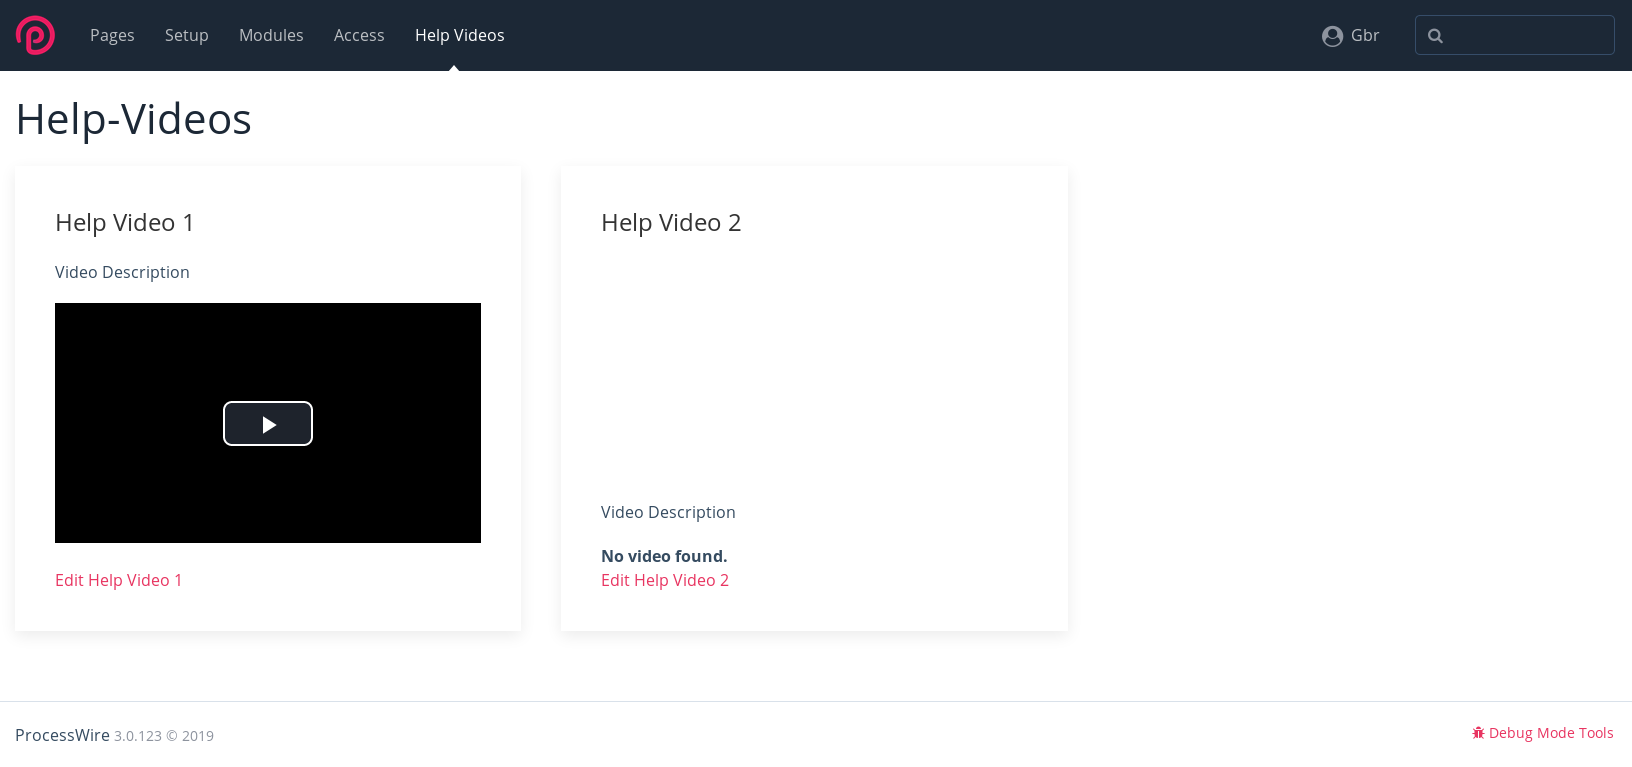 Pages Setup Modules Access Help Videos Gbr
Help-Videos
Help Video 1
Video Description
Edit Help Video 1
Help Video 2
Video Description
No video found.
Edit Help Video 2
ProcessWire 3.0.123 © 2019
Debug Mode Tools